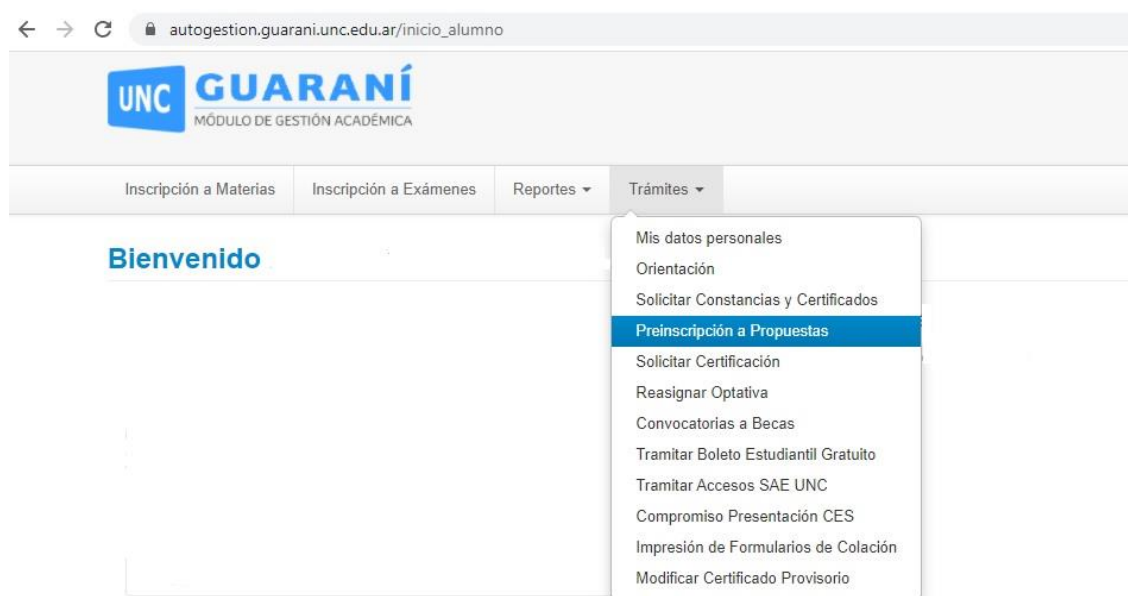 autogestion.guarani.unc.edu.ar/inicio_alumno
UNC GUARANÍ
MÓDULO DE GESTIÓN ACADÉMICA
Inscripción a Materias Inscripción a Exámenes Reportes Trámites
Bienvenido
Mis datos personales
Orientación
Solicitar Constancias y Certificados
Preinscripción a Propuestas
Solicitar Certificación
Reasignar Optativa
Convocatorias a Becas
Tramitar Boleto Estudiantil Gratuito
Tramitar Accesos SAE UNC
Compromiso Presentación CES
Impresión de Formularios de Colación
Modificar Certificado Provisorio